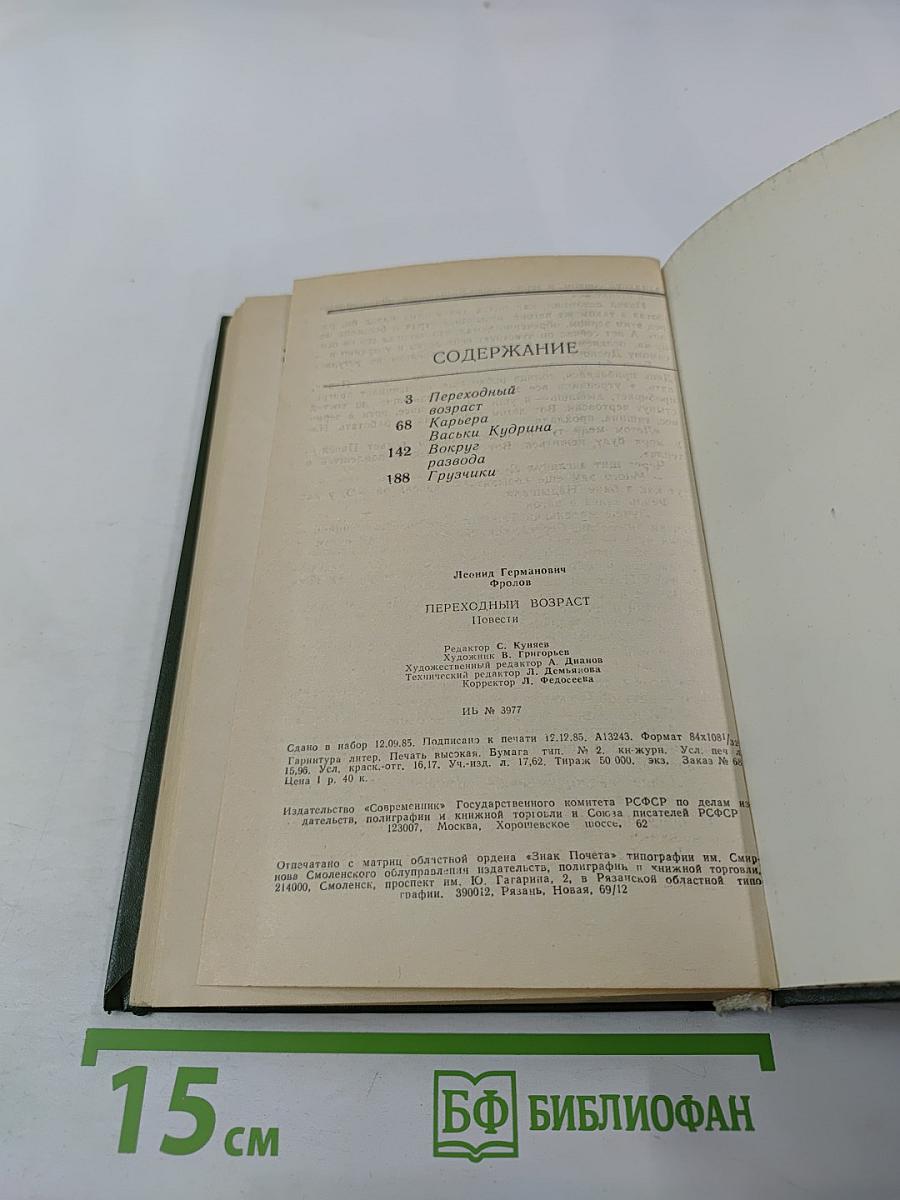 СОДЕРЖАНИЕ
3 Переходный
возраст
68 Карьера
Васьки Кудрина
142 Вокруг
развода
188 Грузчики
Леонид Германович
Фролов
ПЕРЕХОДНЫЙ ВОЗРАСТ
Повести
Редактор С. Куняев
Художник В. Григорьев
Художественный редактор А. Дианов
Технический редактор Л. Демьянова
Корректор Л. Федосеева
ИБ № 3977
Сдано в набор 12.09.85. Подписано к печати 12.12.85. А13243. Формат 84х108¹/₃₂
Гарнитура литер. Печать высокая. Бумага тип. № 2. кн-журн. Усл. печ л
15,96. Усл. краск.-отт. 16,17. Уч.-изд. л. 17,62. Тираж 50 000. экз. Заказ № 68
Цена 1 р. 40 к.
Издательство «Современник» Государственного комитета РСФСР по делам из
дательств, полиграфии и книжной торговли и Союза писателей РСФСР
123007, Москва, Хорошевское шоссе, 62
Отпечатано с матриц областной ордена «Знак Почета» типографии им. Смир-
нова Смоленского облуправления издательств, полиграфии и книжной торговли,
214000, Смоленск, проспект им. Ю. Гагарина, 2, в Рязанской областной типо
графии. 390012, Рязань, Новая, 69/12
15 см
БФ БИБЛИОФАН